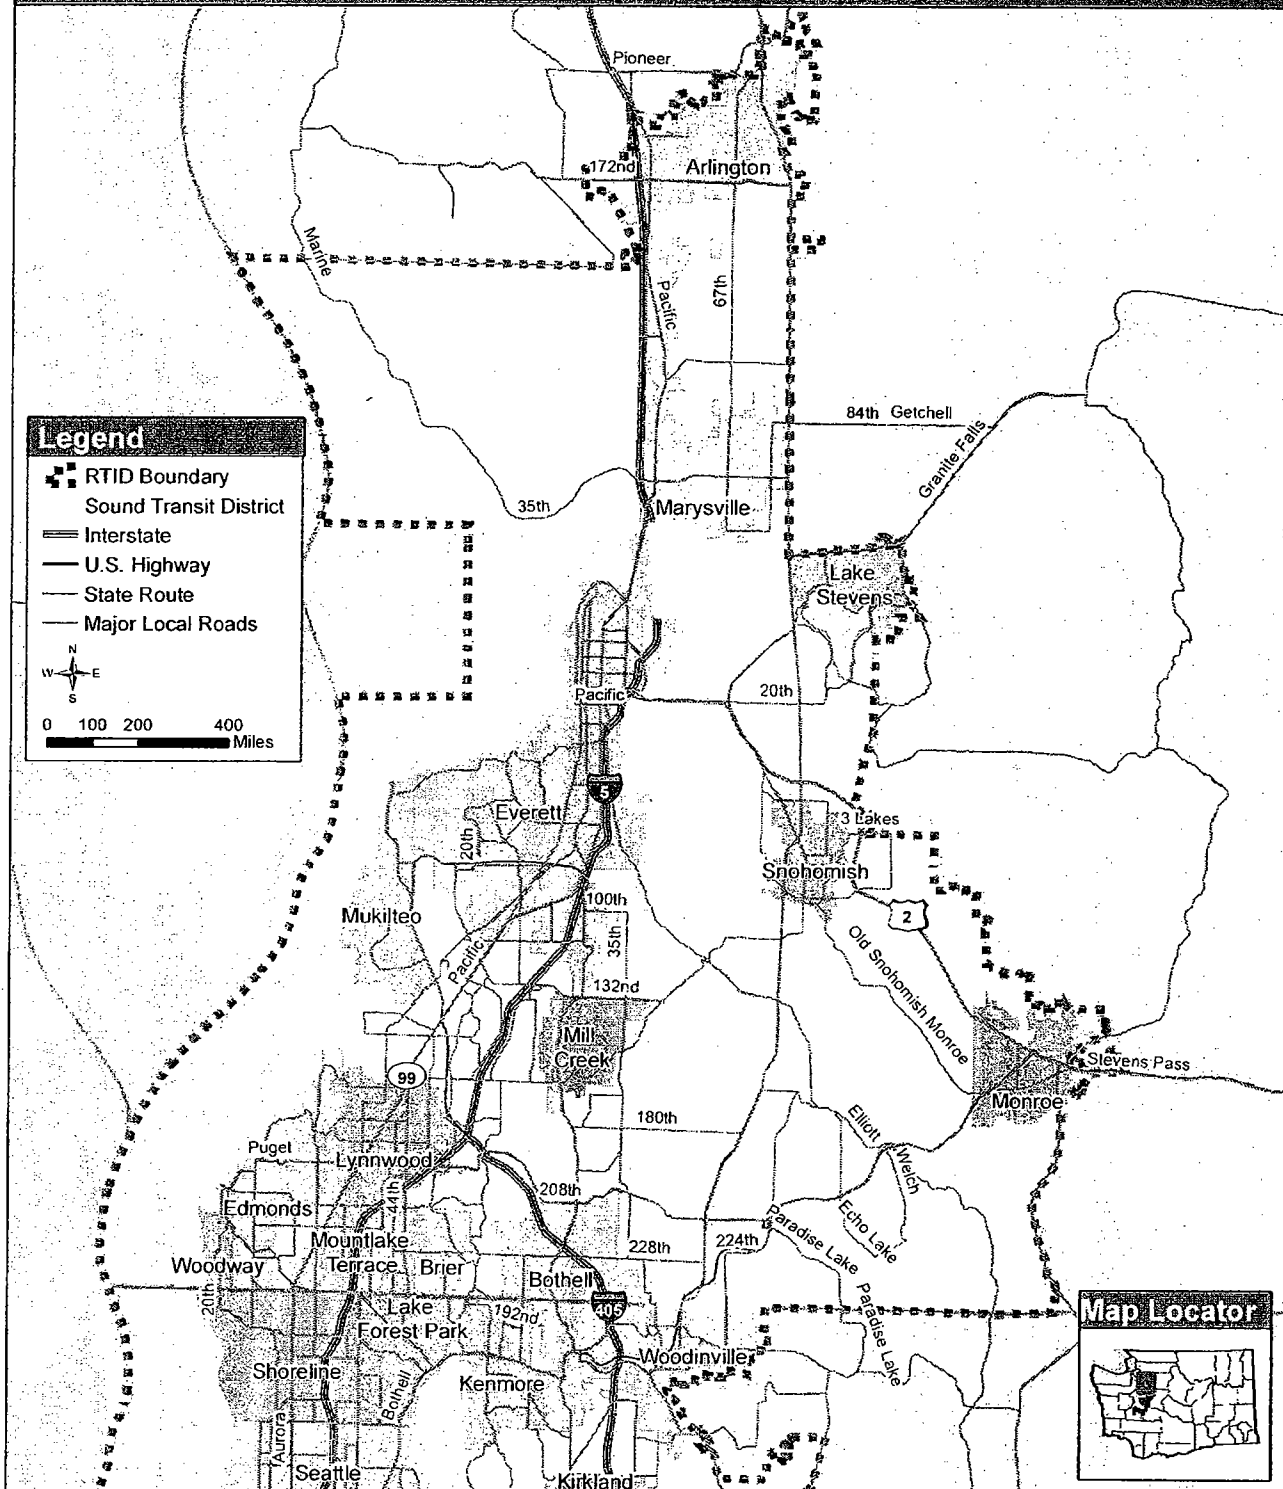 Pioneer
172nd
Arlington
Marine
Pacific
67th
84th Getchell
Granite Falls
Legend
RTID Boundary
Sound Transit District
Interstate
U.S. Highway
State Route
Major Local Roads
N
W E
S
0 100 200 400
Miles
35th
Marysville
Lake
Stevens
Pacific
20th
5
Everett
20th
3 Lakes
Snohomish
100th
2
Mukilteo
35th
Pacific
Old Snohomish Monroe
132nd
Mill
Creek
99
Stevens Pass
Monroe
180th
Elliott
Puget
Lynnwood
Welch
44th
208th
Edmonds
Echo Lake
Paradise Lake
Mountlake
Terrace
228th
224th
Woodway
Brier
Bothell
20th
405
Lake
Forest Park
192nd
Paradise Lake
Map Locator
Woodinville
Shoreline
Bothell
Kenmore
Aurora
Seattle
Kirkland